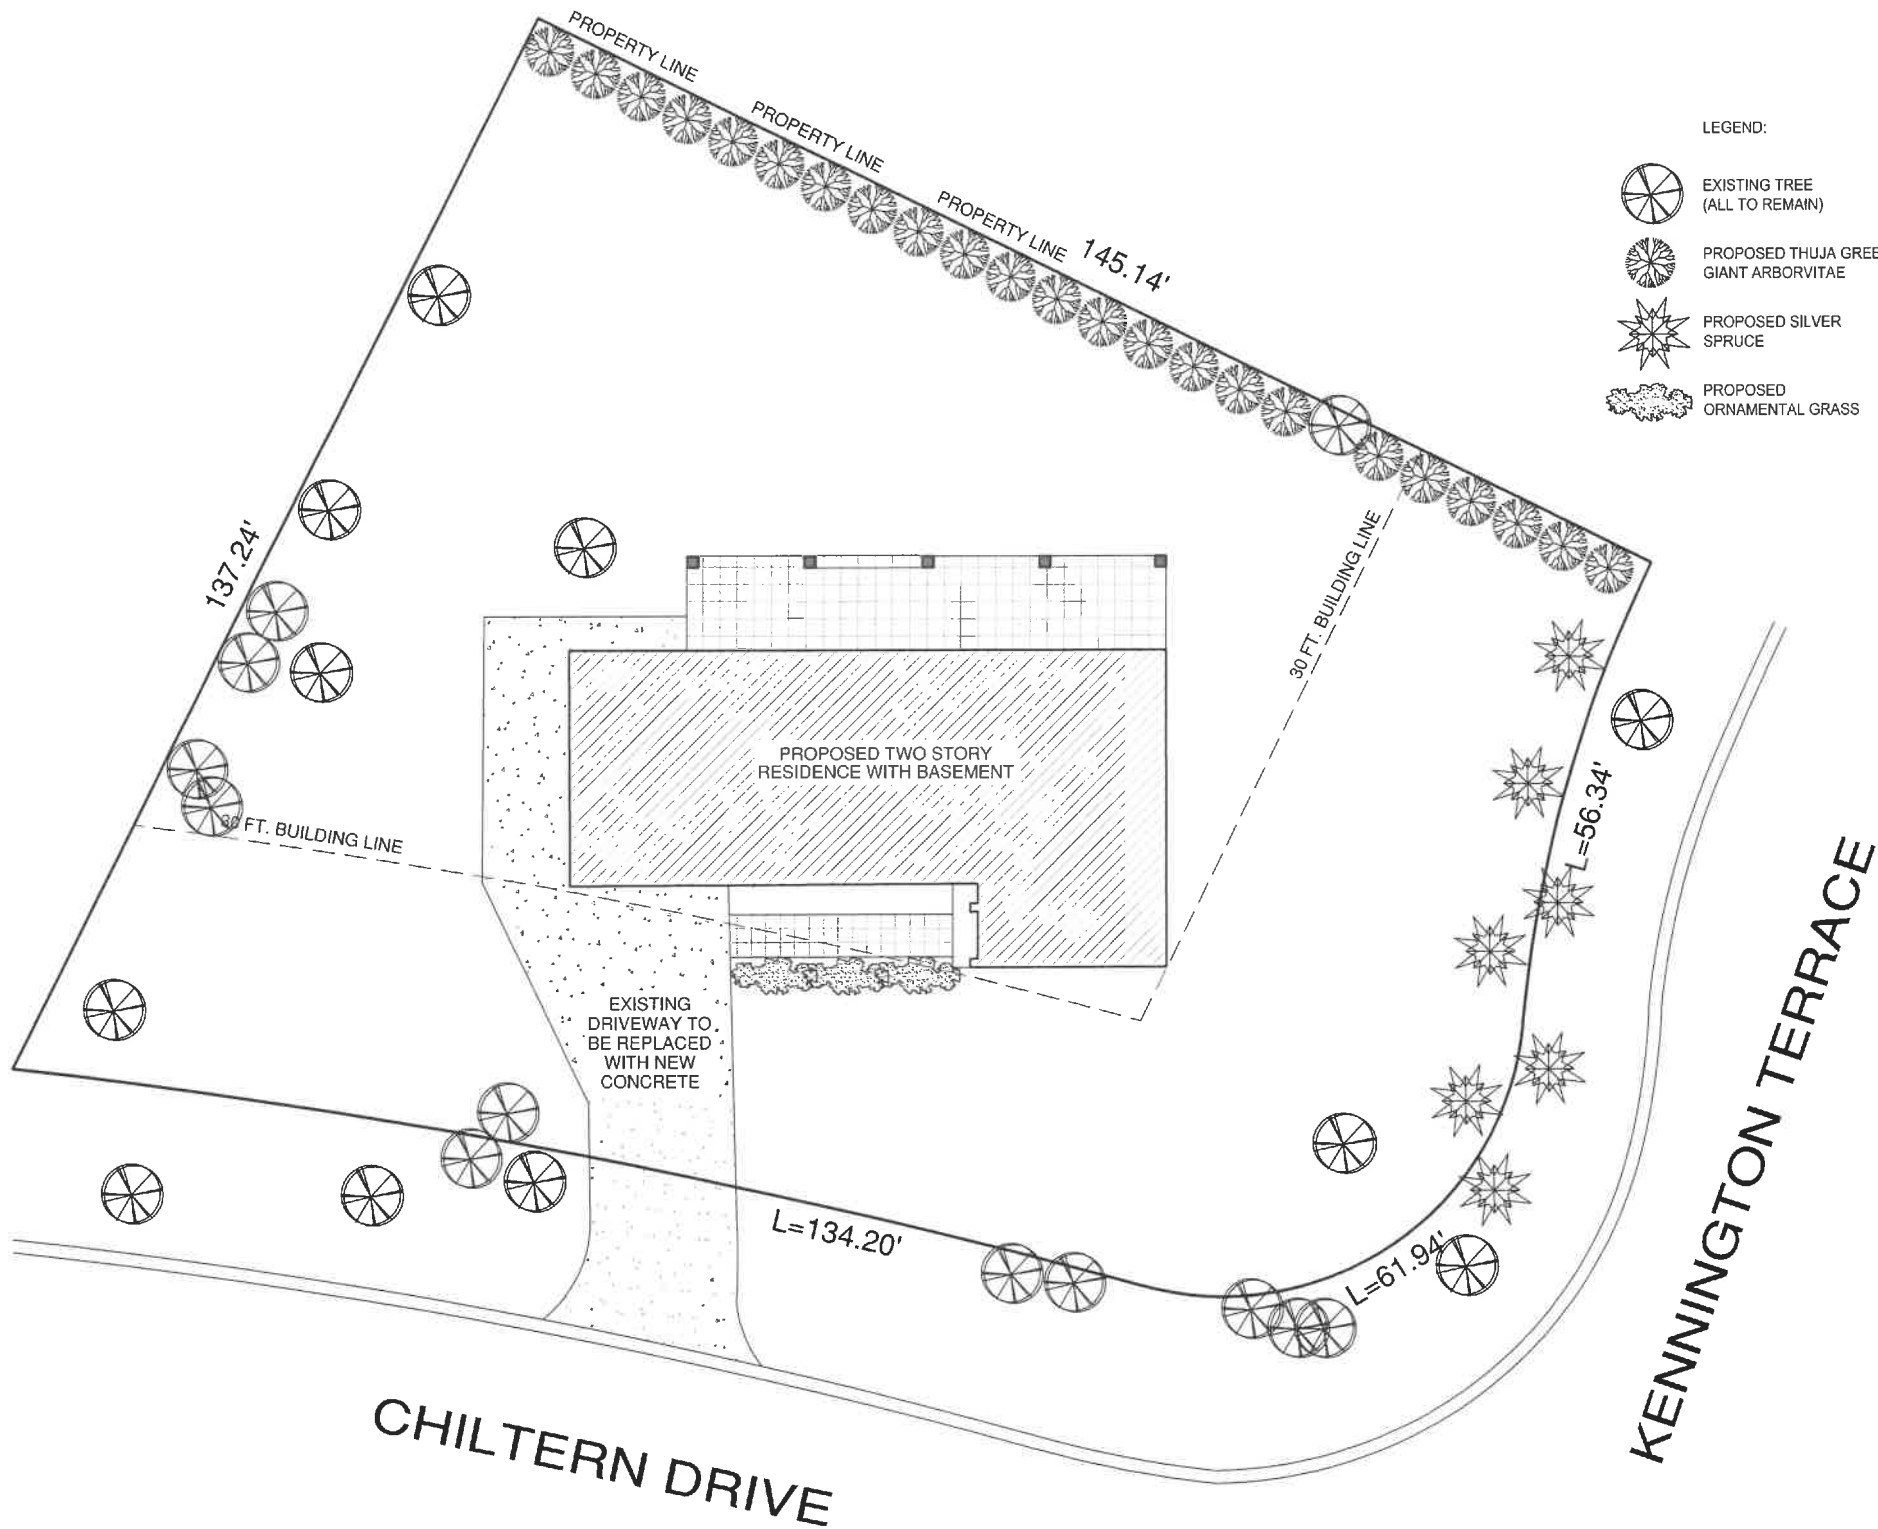 PROPERTY LINE
PROPERTY LINE
PROPERTY LINE
145.14'
LEGEND:
EXISTING TREE
(ALL TO REMAIN)
PROPOSED THUJA GREE
GIANT ARBORVITAE
PROPOSED SILVER
SPRUCE
PROPOSED
ORNAMENTAL GRASS
137.24'
30 FT. BUILDING LINE
PROPOSED TWO STORY
RESIDENCE WITH BASEMENT
L=56.34'
30 FT. BUILDING LINE
EXISTING
DRIVEWAY TO
BE REPLACED
WITH NEW
CONCRETE
L=134.20'
L=61.94'
KENNINGTON TERRACE
CHILTERN DRIVE